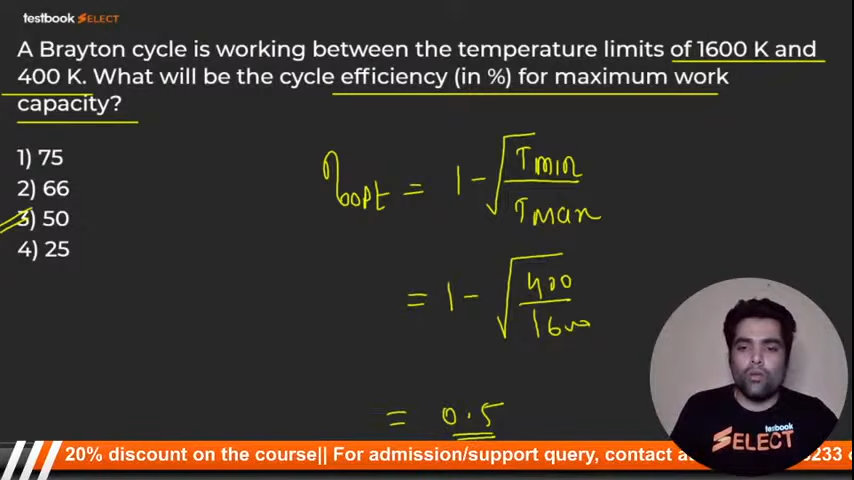 testbook SELECT
A Brayton cycle is working between the temperature limits of 1600 K and
400 K. What will be the cycle efficiency (in %) for maximum work
capacity?
1) 75
2) 66
3) 50
4) 25
η_opt = 1 - √(Tmin / Tmax)
= 1 - √(400 / 1600)
= 0.5
testbook
SELECT
20% discount on the course|| For admission/support query, contact a 233